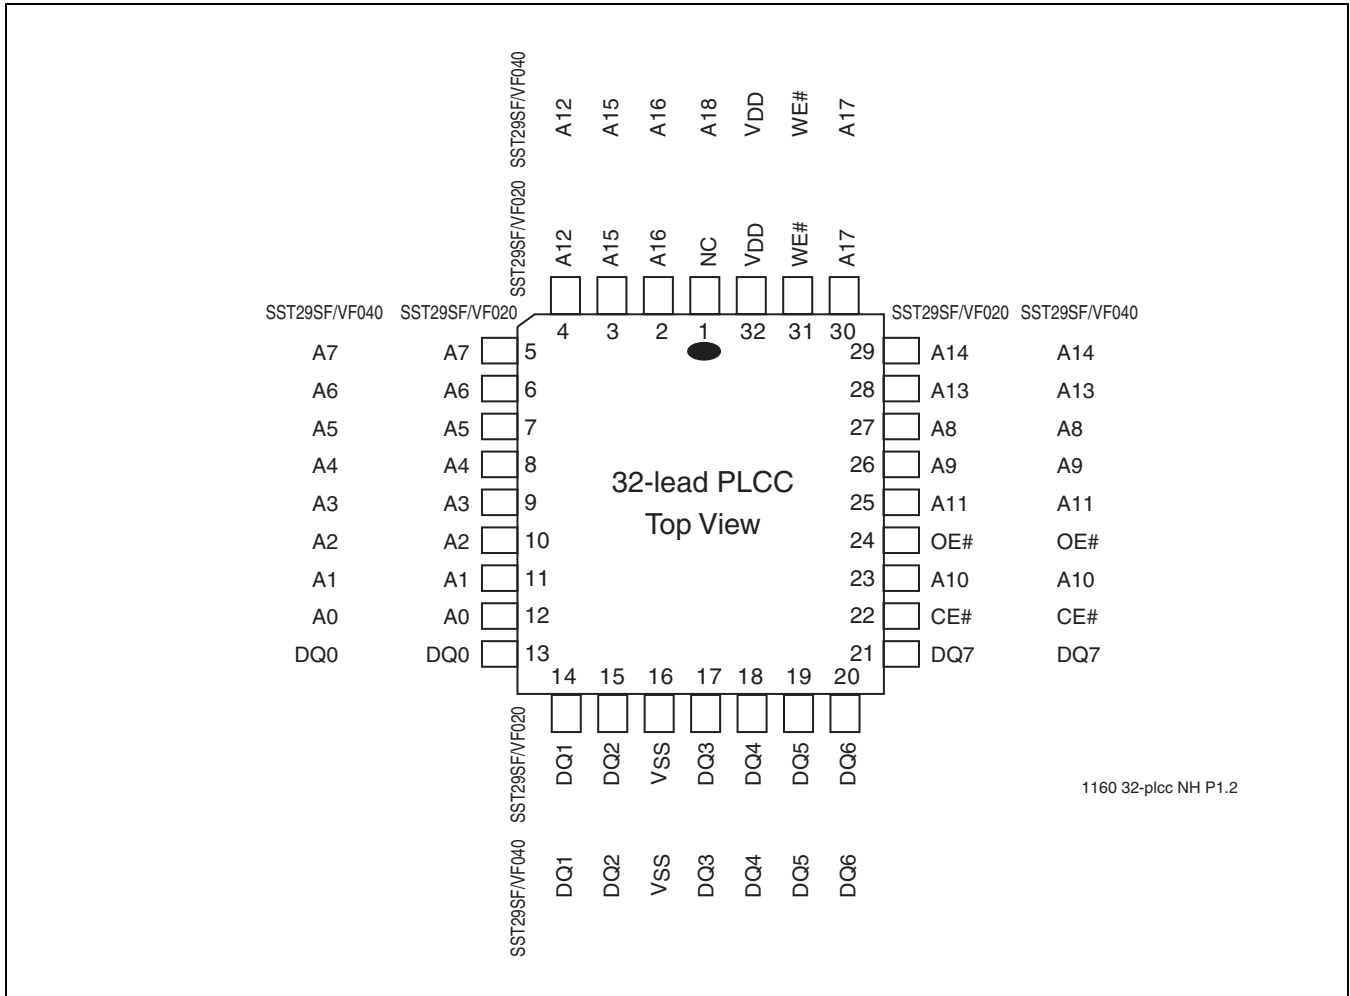 SST29SF/VF040 A12 A15 A16 A18 VDD WE# A17
SST29SF/VF020 A12 A15 A16 NC VDD WE# A17
SST29SF/VF040 SST29SF/VF020 SST29SF/VF020 SST29SF/VF040
4 3 2 1 32 31 30
A7 A7 5 29 A14 A14
A6 A6 6 28 A13 A13
A5 A5 7 27 A8 A8
A4 A4 8 26 A9 A9
32-lead PLCC
A3 A3 9 25 A11 A11
Top View
A2 A2 10 24 OE# OE#
A1 A1 11 23 A10 A10
A0 A0 12 22 CE# CE#
DQ0 DQ0 13 21 DQ7 DQ7
14 15 16 17 18 19 20
SST29SF/VF020 DQ1 DQ2 VSS DQ3 DQ4 DQ5 DQ6
1160 32-plcc NH P1.2
SST29SF/VF040 DQ1 DQ2 VSS DQ3 DQ4 DQ5 DQ6